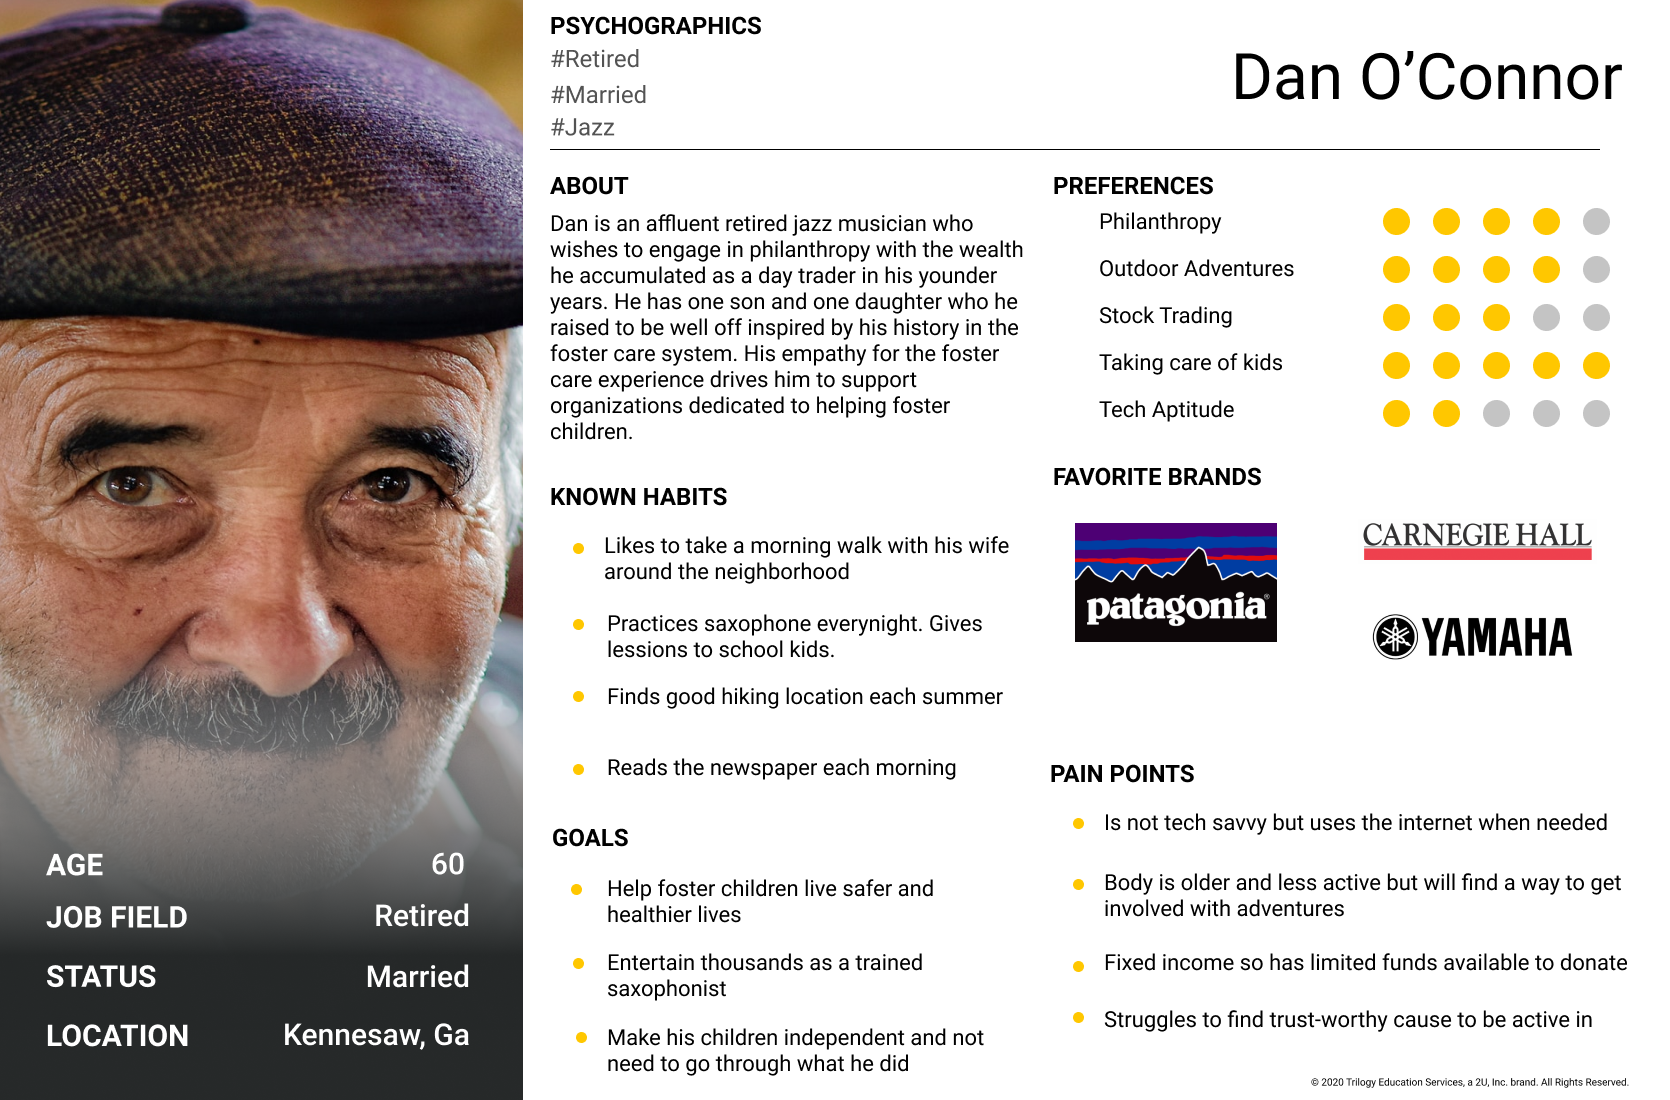 PSYCHOGRAPHICS
#Retired
#Married
#Jazz
Dan O’Connor
ABOUT
Dan is an affluent retired jazz musician who
wishes to engage in philanthropy with the wealth
he accumulated as a day trader in his younder
years. He has one son and one daughter who he
raised to be well off inspired by his history in the
foster care system. His empathy for the foster
care experience drives him to support
organizations dedicated to helping foster
children.
KNOWN HABITS
Likes to take a morning walk with his wife
around the neighborhood
Practices saxophone everynight. Gives
lessions to school kids.
Finds good hiking location each summer
Reads the newspaper each morning
GOALS
Help foster children live safer and
healthier lives
Entertain thousands as a trained
saxophonist
Make his children independent and not
need to go through what he did
PREFERENCES
Philanthropy
Outdoor Adventures
Stock Trading
Taking care of kids
Tech Aptitude
FAVORITE BRANDS
patagonia®
CARNEGIE HALL
YAMAHA
PAIN POINTS
Is not tech savvy but uses the internet when needed
Body is older and less active but will find a way to get
involved with adventures
Fixed income so has limited funds available to donate
Struggles to find trust-worthy cause to be active in
AGE 60
JOB FIELD Retired
STATUS Married
LOCATION Kennesaw, Ga
© 2020 Trilogy Education Services, a 2U, Inc. brand. All Rights Reserved.